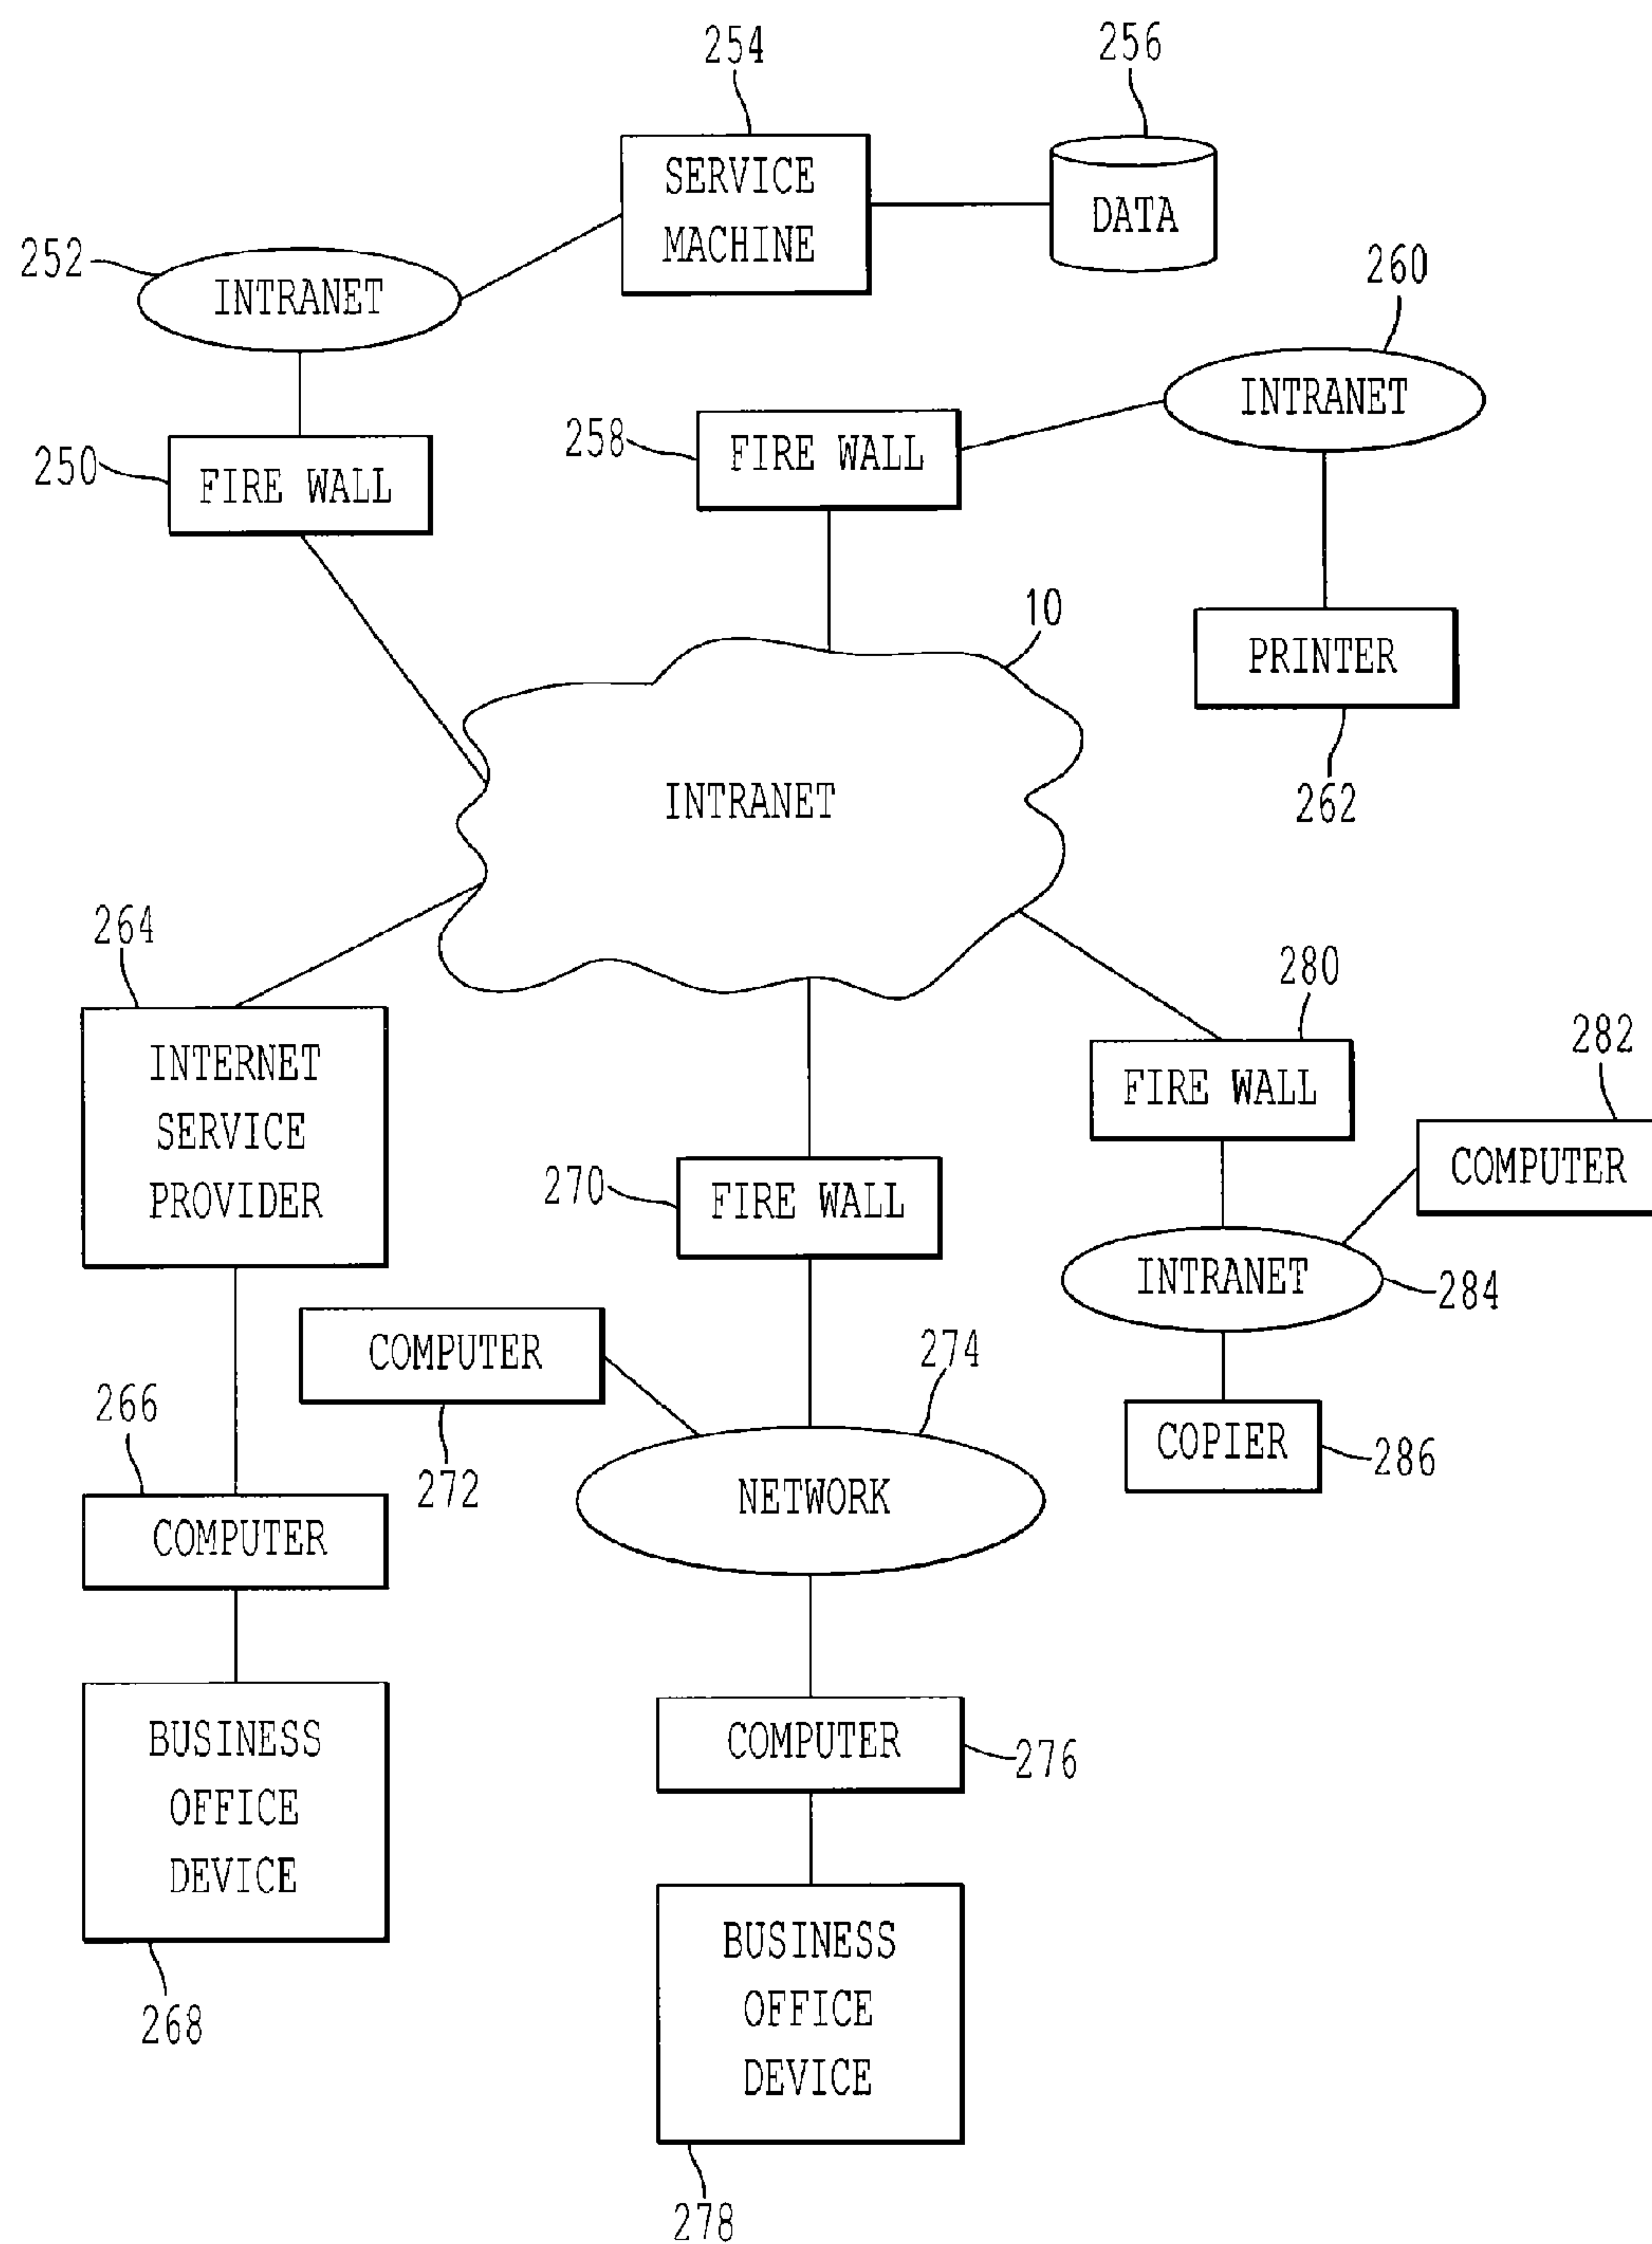 254
256
SERVICE
MACHINE
DATA
252
INTRANET
260
INTRANET
258
FIRE WALL
250
FIRE WALL
10
PRINTER
262
INTRANET
264
INTERNET
SERVICE
PROVIDER
280
FIRE WALL
282
COMPUTER
270
FIRE WALL
INTRANET
284
COMPUTER
272
274
NETWORK
COPIER
286
266
COMPUTER
BUSINESS
OFFICE
DEVICE
268
COMPUTER
276
BUSINESS
OFFICE
DEVICE
278